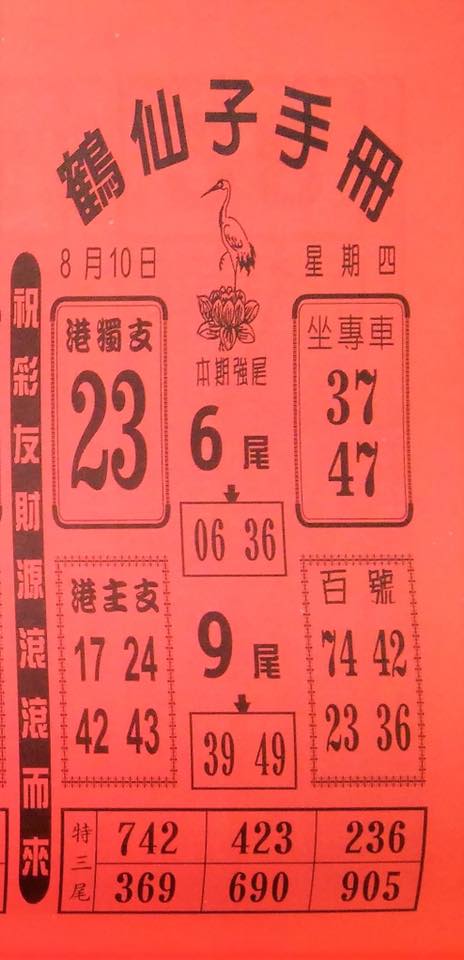 鶴仙子手冊
8月10日
星期四
祝彩友財源滾滾而來
港獨支
23
本期強尾
6尾
06 36
坐專車
37
47
港主支
17 24
42 43
9尾
39 49
百號
74 42
23 36
特三尾
742 423 236
369 690 905